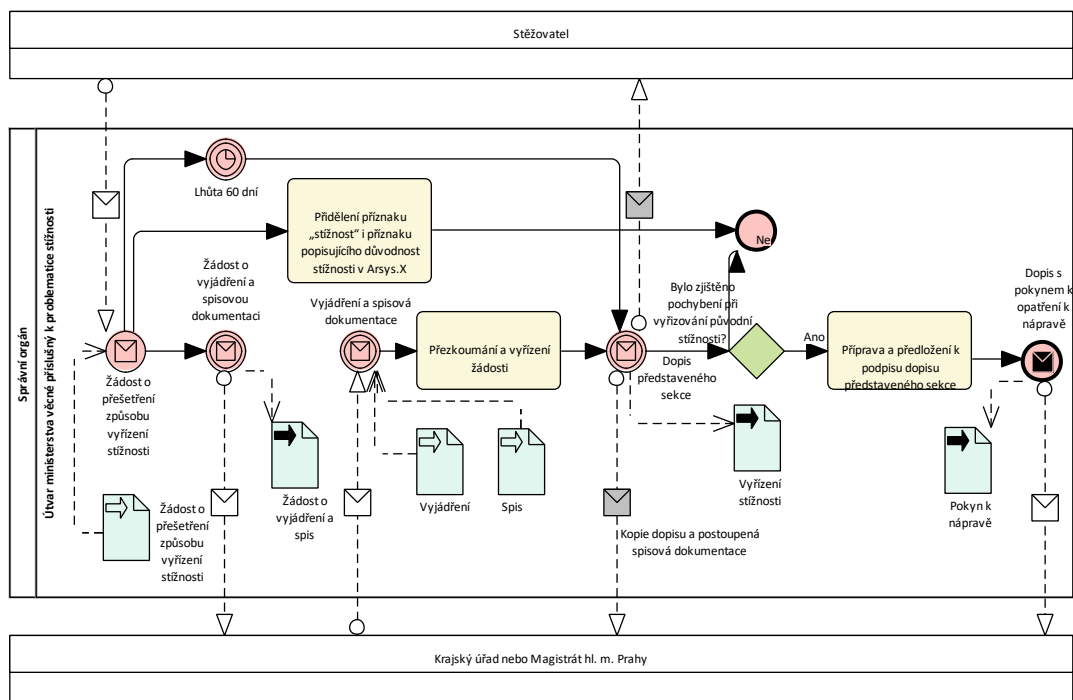 Stěžovatel
Správní orgán
Útvar ministerstva věcně příslušný k problematice stížnosti
Lhůta 60 dní
Přidělení příznaku
„stížnost“ i příznaku
popisujícího důvodnost
stížnosti v Arsys.X
Ne
Žádost o
vyjádření a
spisovou
dokumentaci
Vyjádření a spisová
dokumentace
Přezkoumání a vyřízení
žádosti
Bylo zjištěno
pochybení při
vyřizování původní
stížnosti?
Dopis
představeného
sekce
Ano
Příprava a předložení k
podpisu dopisu
představeného sekce
Dopis s
pokynem k
opatření k
nápravě
Žádost o
přešetření
způsobu
vyřízení
stížnosti
Žádost o
přešetření
způsobu
vyřízení
stížnosti
Žádost o
vyjádření a
spis
Vyjádření
Spis
Kopie dopisu a postoupená
spisová dokumentace
Vyřízení
stížnosti
Pokyn k
nápravě
Krajský úřad nebo Magistrát hl. m. Prahy